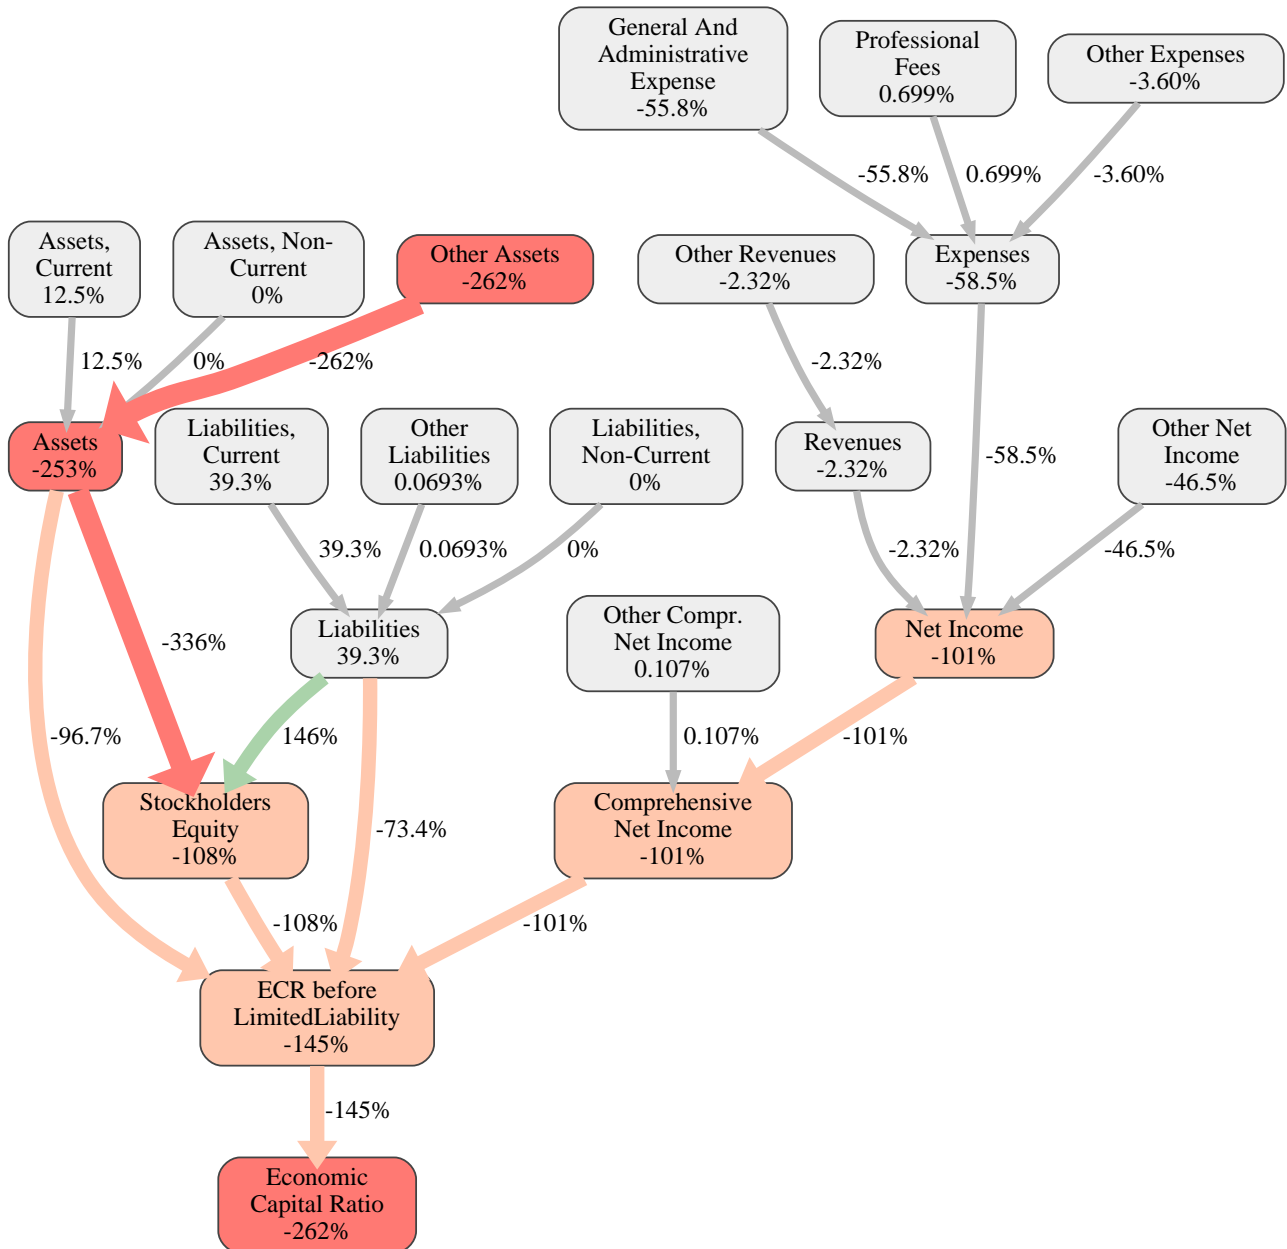 General And
Administrative
Expense
-55.8%
Professional
Fees
0.699%
Other Expenses
-3.60%
-55.8%
0.699%
-3.60%
Assets,
Current
12.5%
Assets, Non-
Current
0%
Other Assets
-262%
Other Revenues
-2.32%
Expenses
-58.5%
12.5%
0%
-262%
-2.32%
Assets
-253%
Liabilities,
Current
39.3%
Other
Liabilities
0.0693%
Liabilities,
Non-Current
0%
Revenues
-2.32%
-58.5%
Other Net
Income
-46.5%
39.3%
0.0693%
0%
-2.32%
-46.5%
-336%
Liabilities
39.3%
Other Compr.
Net Income
0.107%
Net Income
-101%
-96.7%
146%
0.107%
-101%
Stockholders
Equity
-108%
-73.4%
Comprehensive
Net Income
-101%
-108%
-101%
ECR before
LimitedLiability
-145%
-145%
Economic
Capital Ratio
-262%